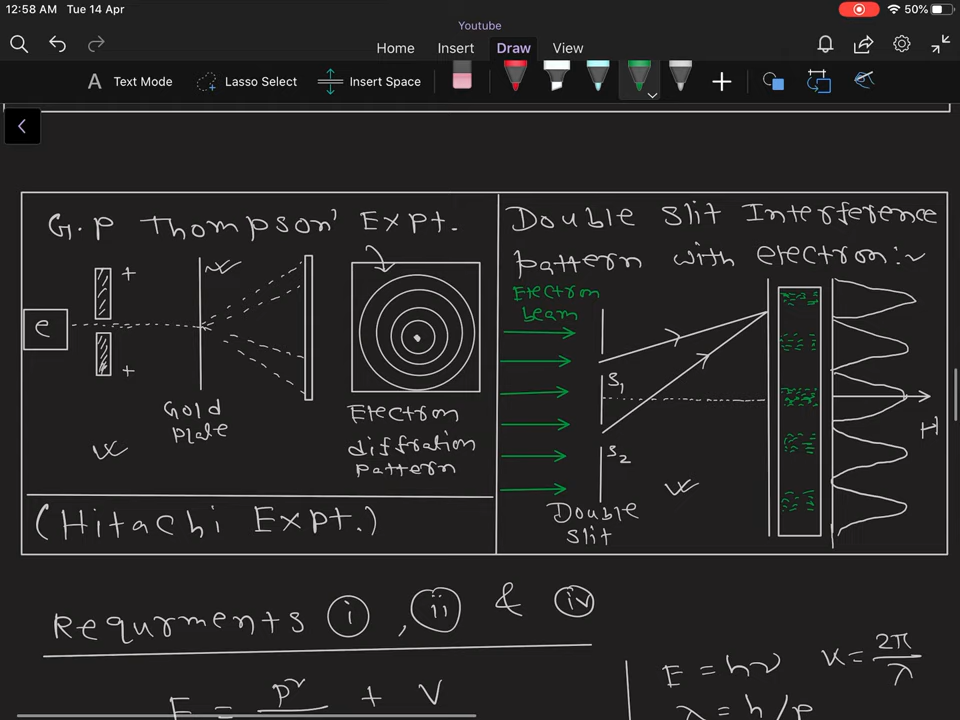 12:58 AM Tue 14 Apr
50%
Youtube
Home Insert Draw View
A Text Mode Lasso Select Insert Space
G.P Thompson' Expt.
e
+
+
Gold
Plate
Electron
diffration
pattern
(Hitachi Expt.)
Double Slit Interference
pattern with electron:~
Electron
beam
S1
S2
Double
Slit
Requrments i , ii & iv
E = p² + V
E = hν K = 2π/λ
λ = h/p